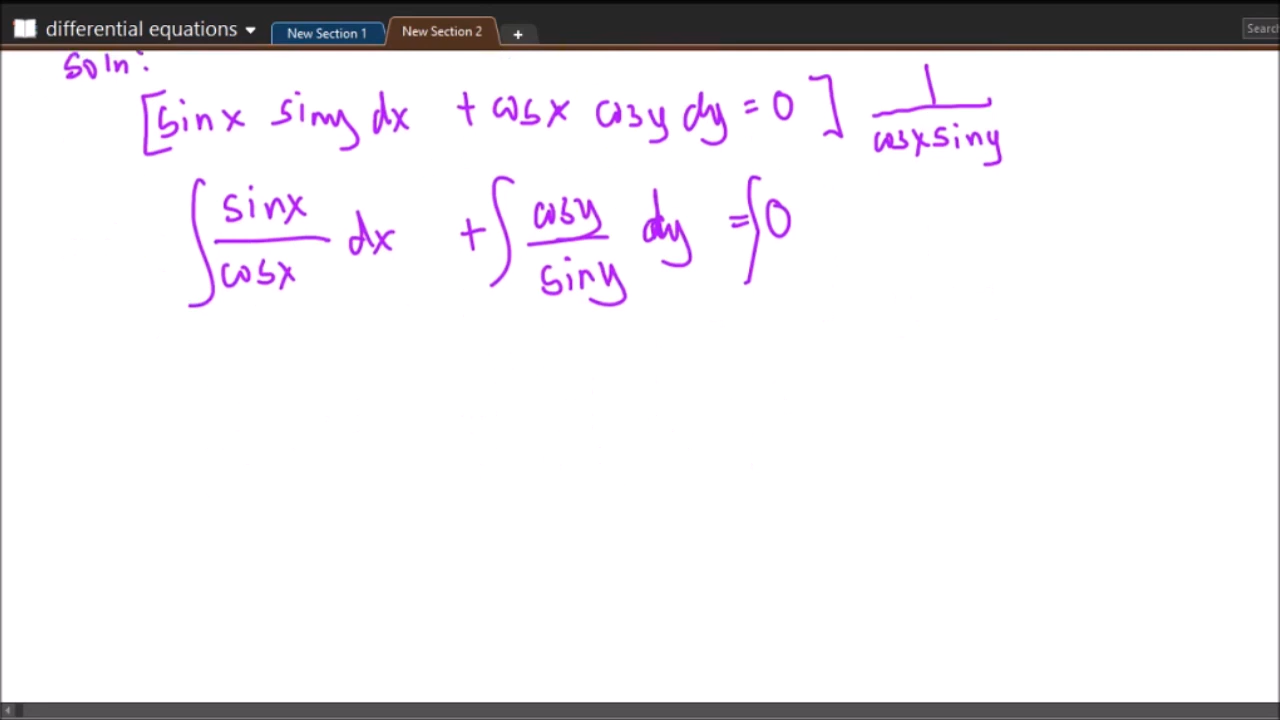 differential equations New Section 1 New Section 2 + Searc
Soln:
[sinx siny dx + cosx cosy dy = 0] 1/cosxsiny
∫ sinx/cosx dx + ∫ cosy/siny dy = ∫0